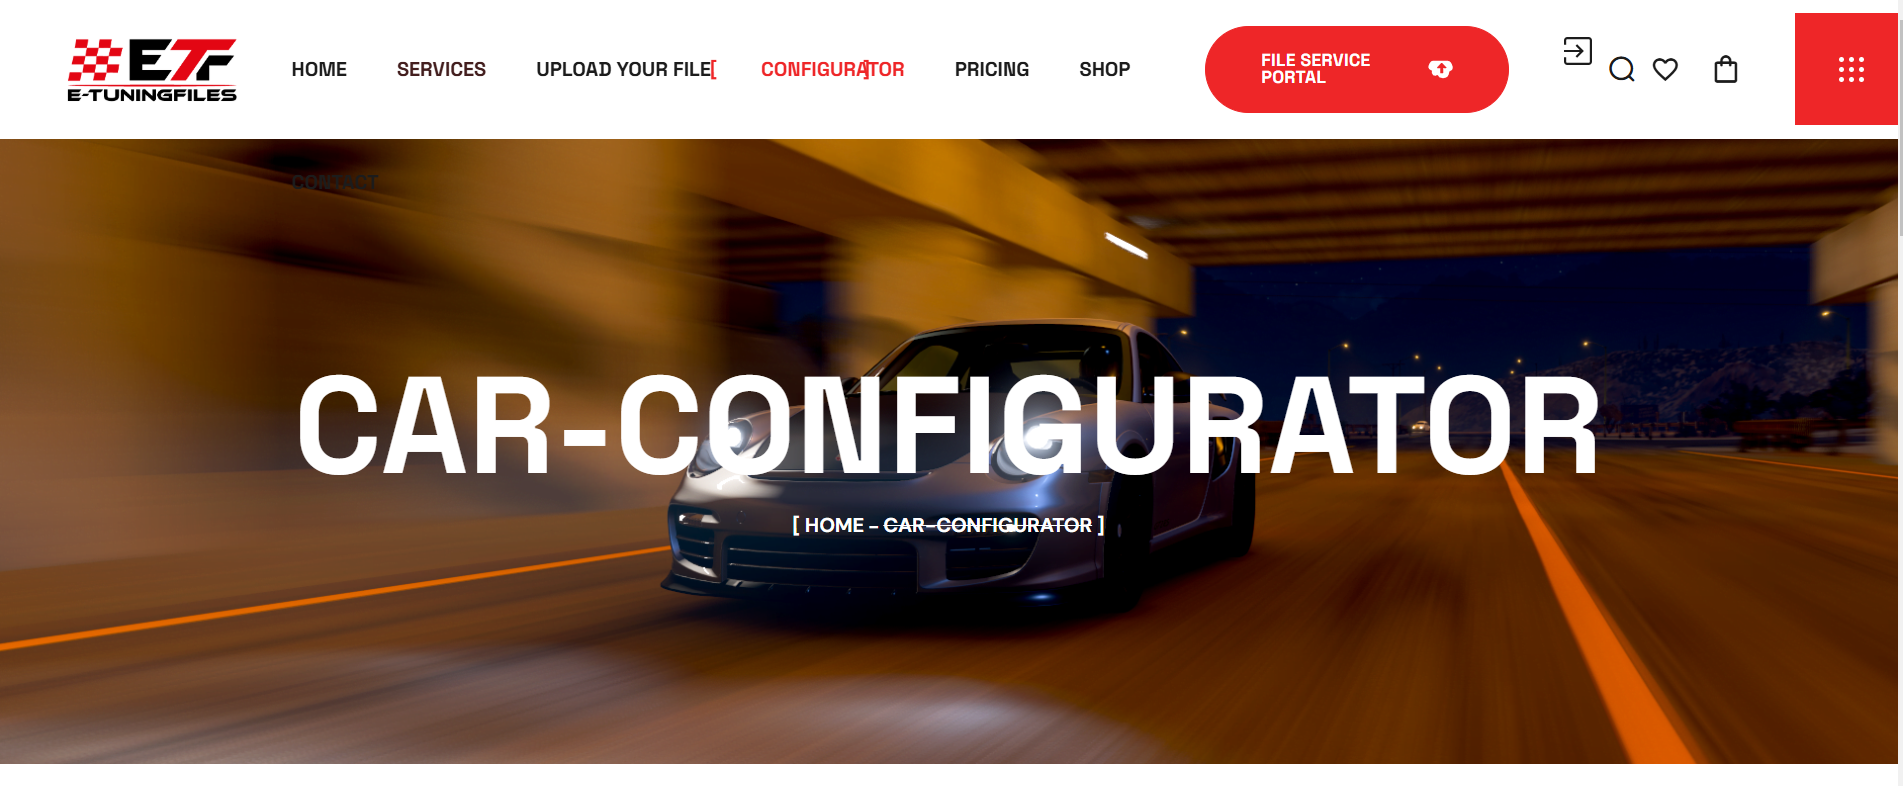 ETF
E-TUNINGFILES
HOME
SERVICES
UPLOAD YOUR FILE
[ CONFIGURATOR ]
PRICING
SHOP
FILE SERVICE
PORTAL
CONTACT
CAR-CONFIGURATOR
[ HOME - CAR-CONFIGURATOR ]